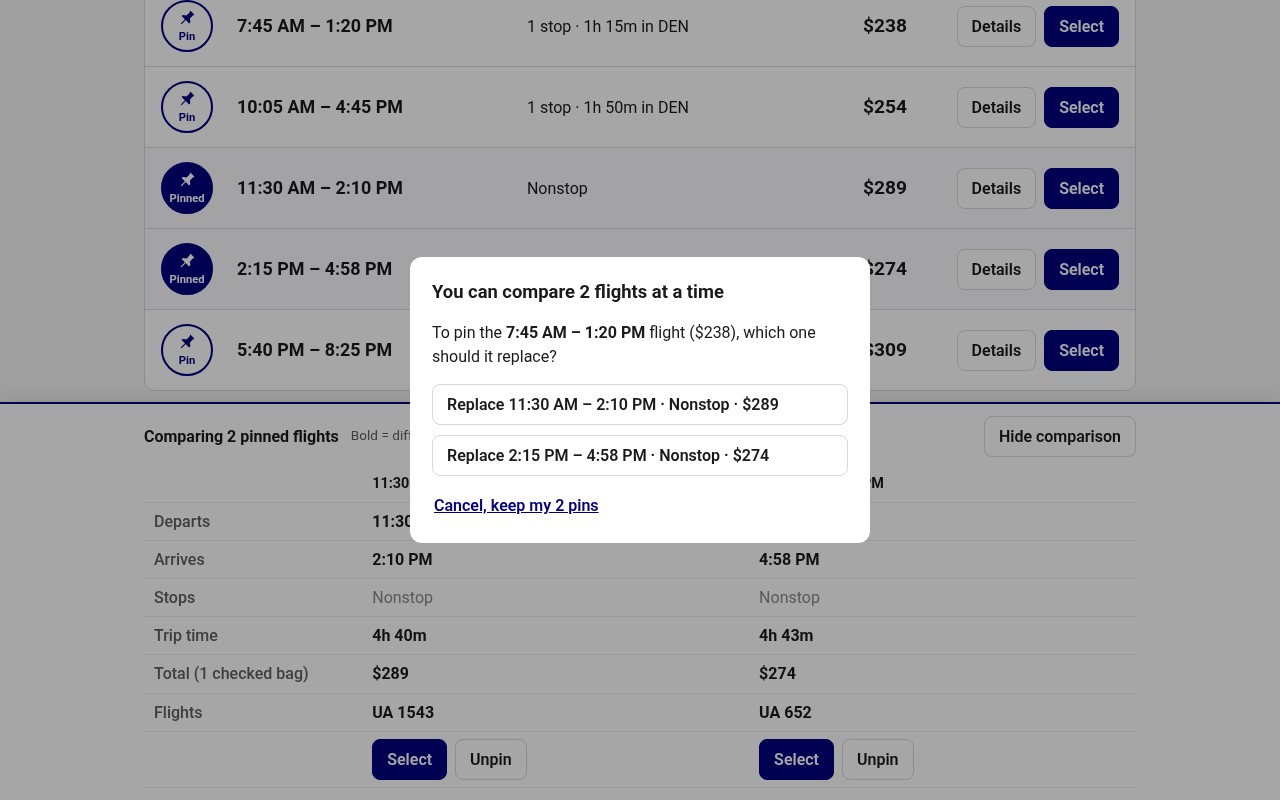 Pin
7:45 AM – 1:20 PM
1 stop · 1h 15m in DEN
$238
Details
Select
Pin
10:05 AM – 4:45 PM
1 stop · 1h 50m in DEN
$254
Details
Select
Pinned
11:30 AM – 2:10 PM
Nonstop
$289
Details
Select
Pinned
2:15 PM – 4:58 PM
$274
Details
Select
Pin
5:40 PM – 8:25 PM
$309
Details
Select
You can compare 2 flights at a time
To pin the 7:45 AM – 1:20 PM flight ($238), which one
should it replace?
Replace 11:30 AM – 2:10 PM · Nonstop · $289
Replace 2:15 PM – 4:58 PM · Nonstop · $274
Cancel, keep my 2 pins
Comparing 2 pinned flights
Bold =
Hide comparison
11:30
PM
Departs
11:30
Arrives
2:10 PM
4:58 PM
Stops
Nonstop
Nonstop
Trip time
4h 40m
4h 43m
Total (1 checked bag)
$289
$274
Flights
UA 1543
UA 652
Select
Unpin
Select
Unpin